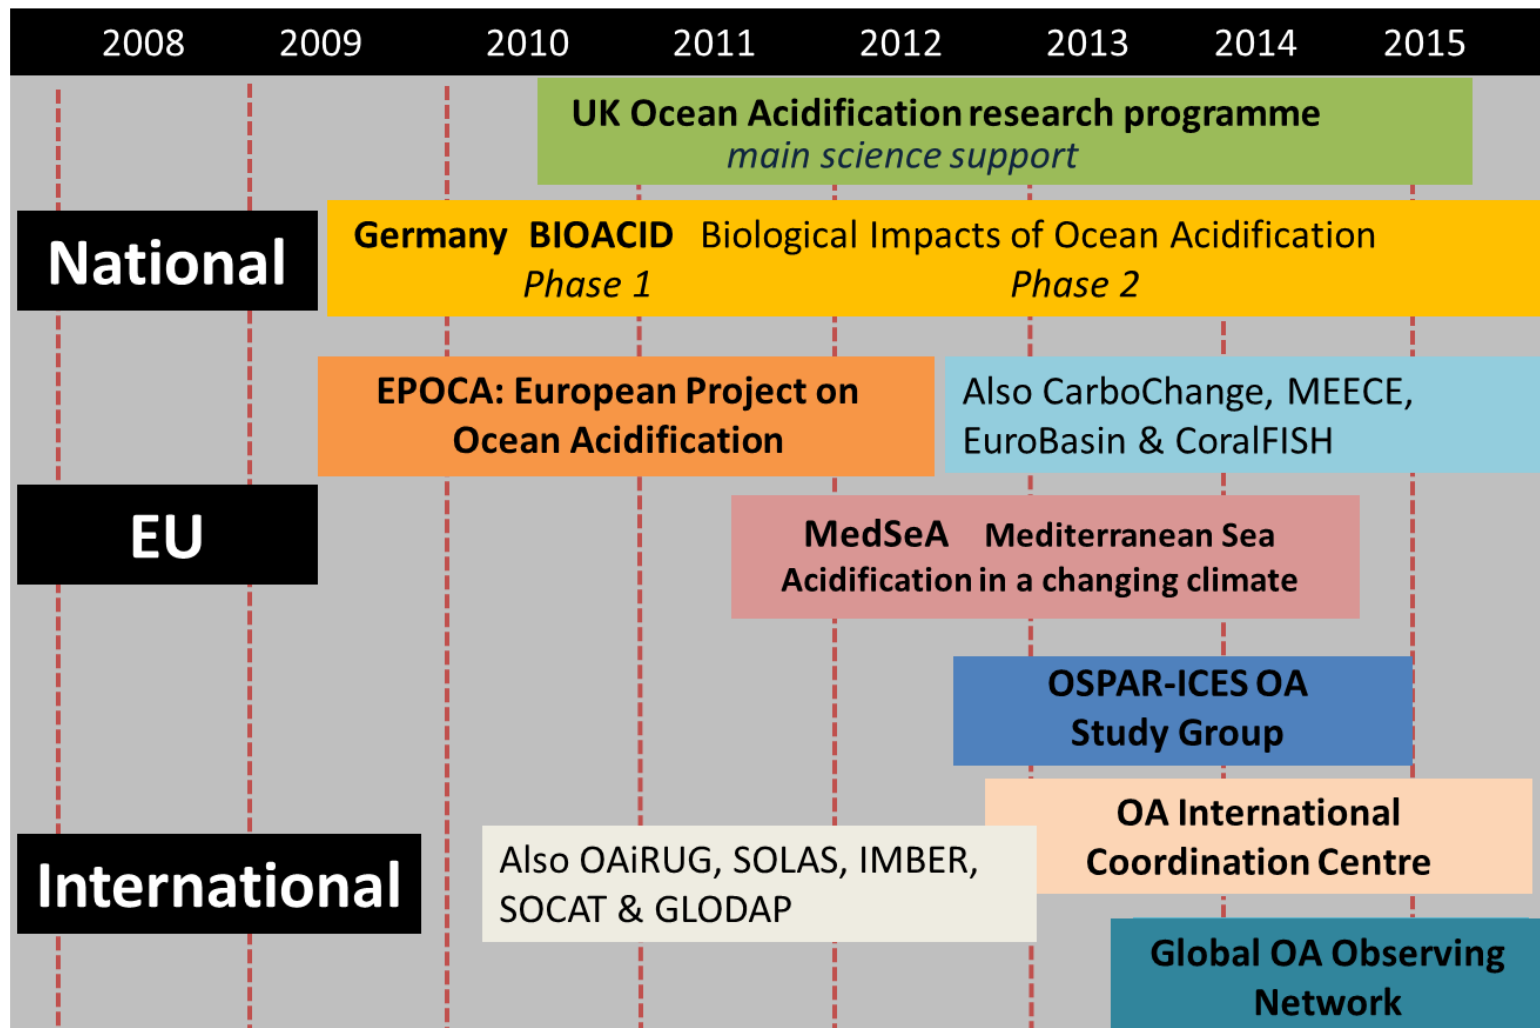 2008 2009 2010 2011 2012 2013 2014 2015
UK Ocean Acidification research programme
main science support
National
Germany BIOACID Biological Impacts of Ocean Acidification
Phase 1 Phase 2
EPOCA: European Project on
Ocean Acidification
Also CarboChange, MEECE,
EuroBasin & CoralFISH
EU
MedSeA Mediterranean Sea
Acidification in a changing climate
OSPAR-ICES OA
Study Group
OA International
Coordination Centre
International
Also OAiRUG, SOLAS, IMBER,
SOCAT & GLODAP
Global OA Observing
Network